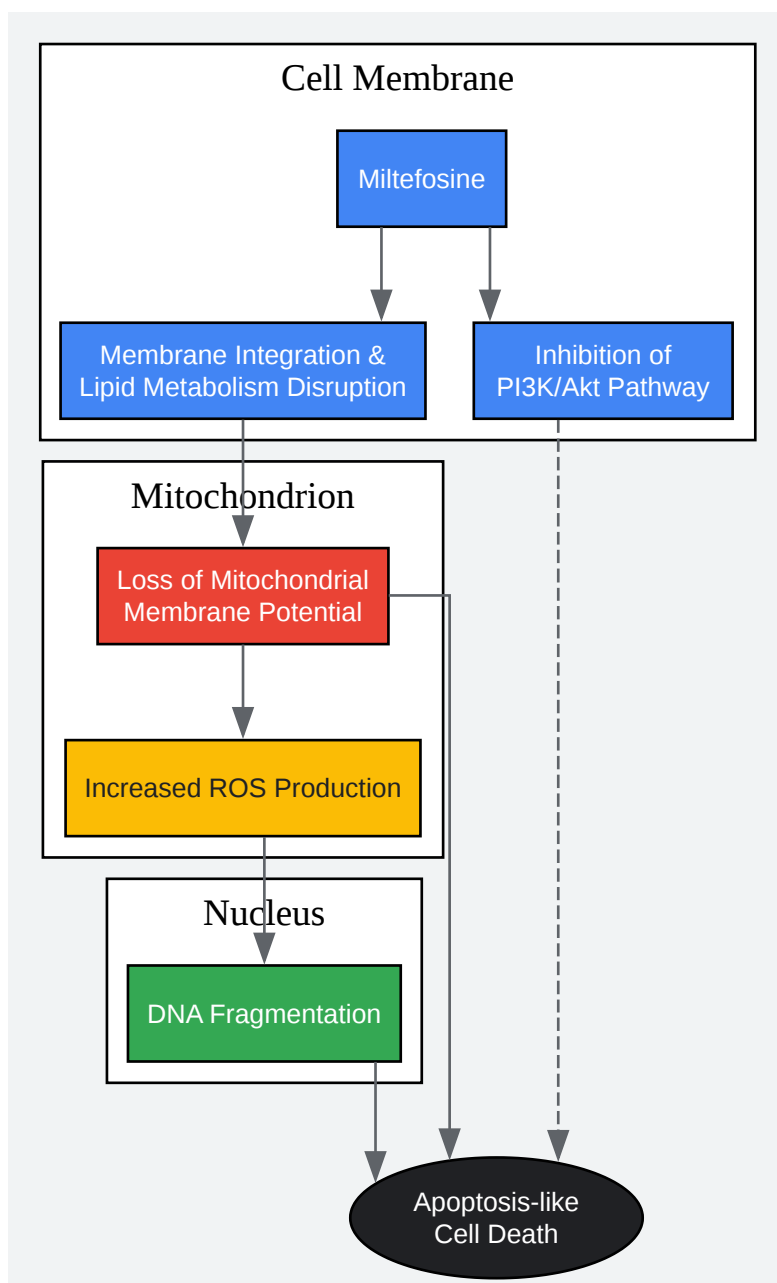 Cell Membrane
Miltefosine
Membrane Integration &
Lipid Metabolism Disruption
Inhibition of
PI3K/Akt Pathway
Mitochondrion
Loss of Mitochondrial
Membrane Potential
Increased ROS Production
Nucleus
DNA Fragmentation
Apoptosis-like
Cell Death